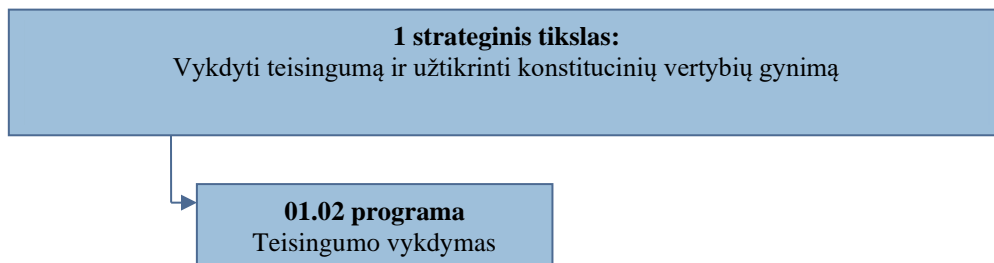 1 strateginis tikslas:
Vykdyti teisingumą ir užtikrinti konstitucinių vertybių gynimą
01.02 programa
Teisingumo vykdymas